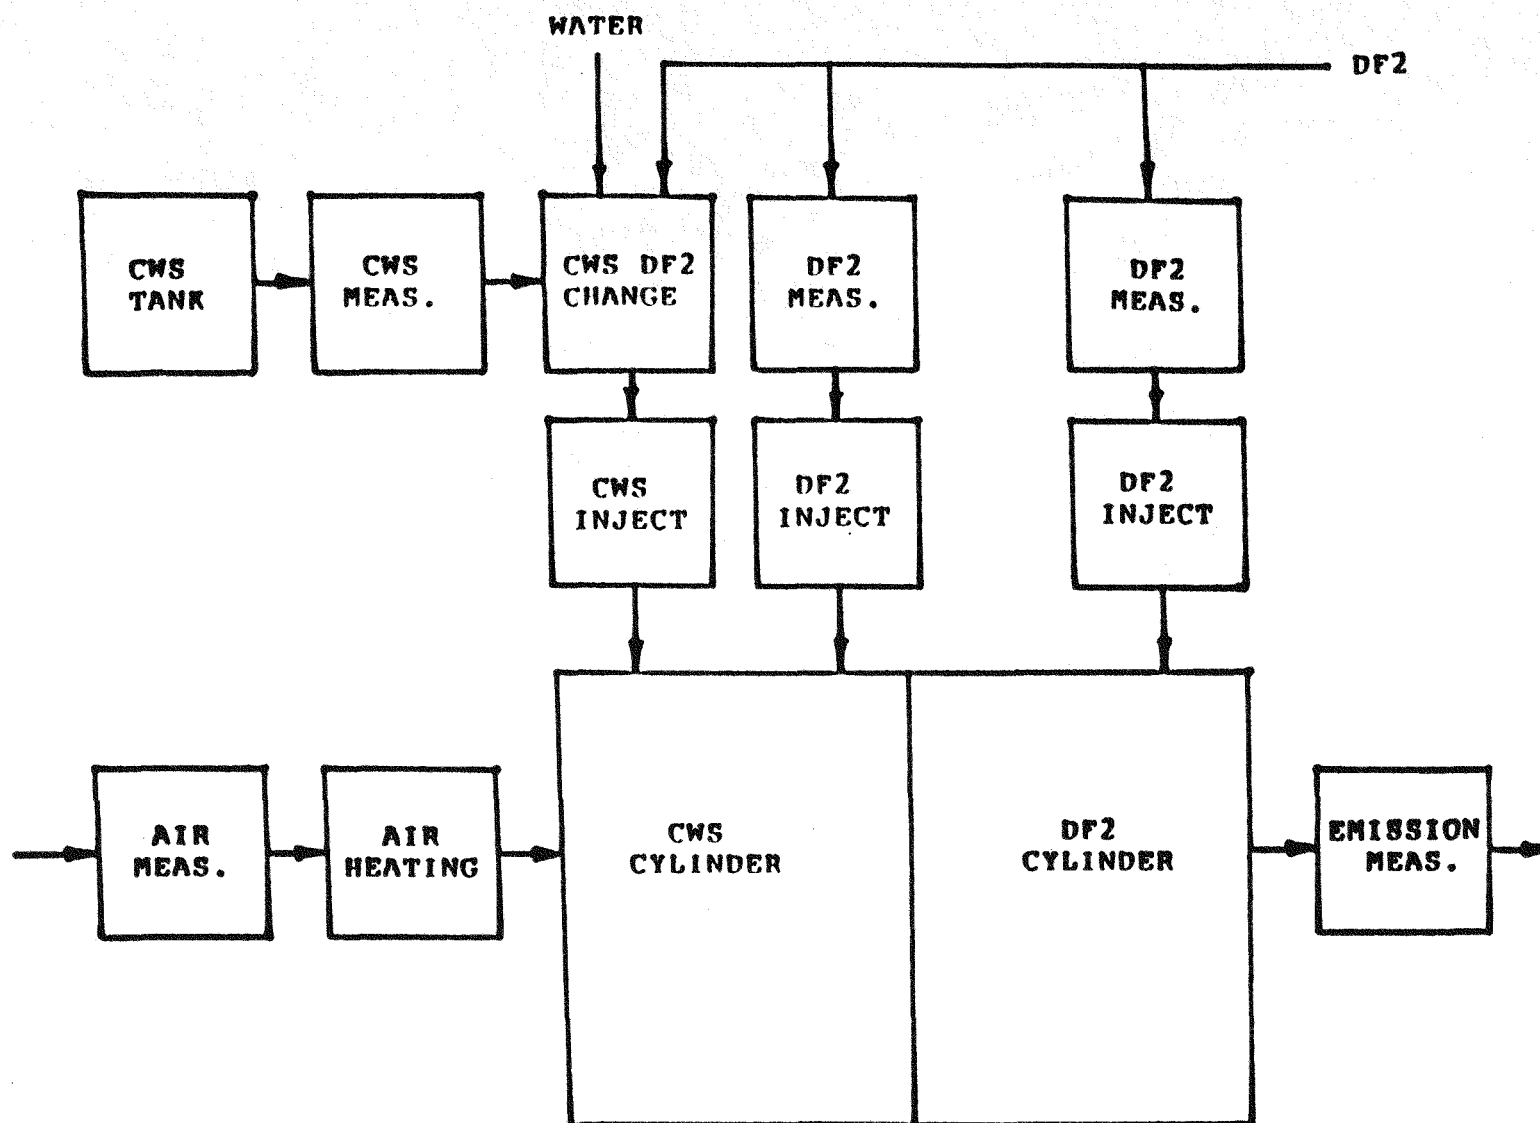 WATER
DF2
CWS
TANK
CWS
MEAS.
CWS DF2
CHANGE
DF2
MEAS.
DF2
MEAS.
CWS
INJECT
DF2
INJECT
DF2
INJECT
AIR
MEAS.
AIR
HEATING
CWS
CYLINDER
DF2
CYLINDER
EMISSION
MEAS.